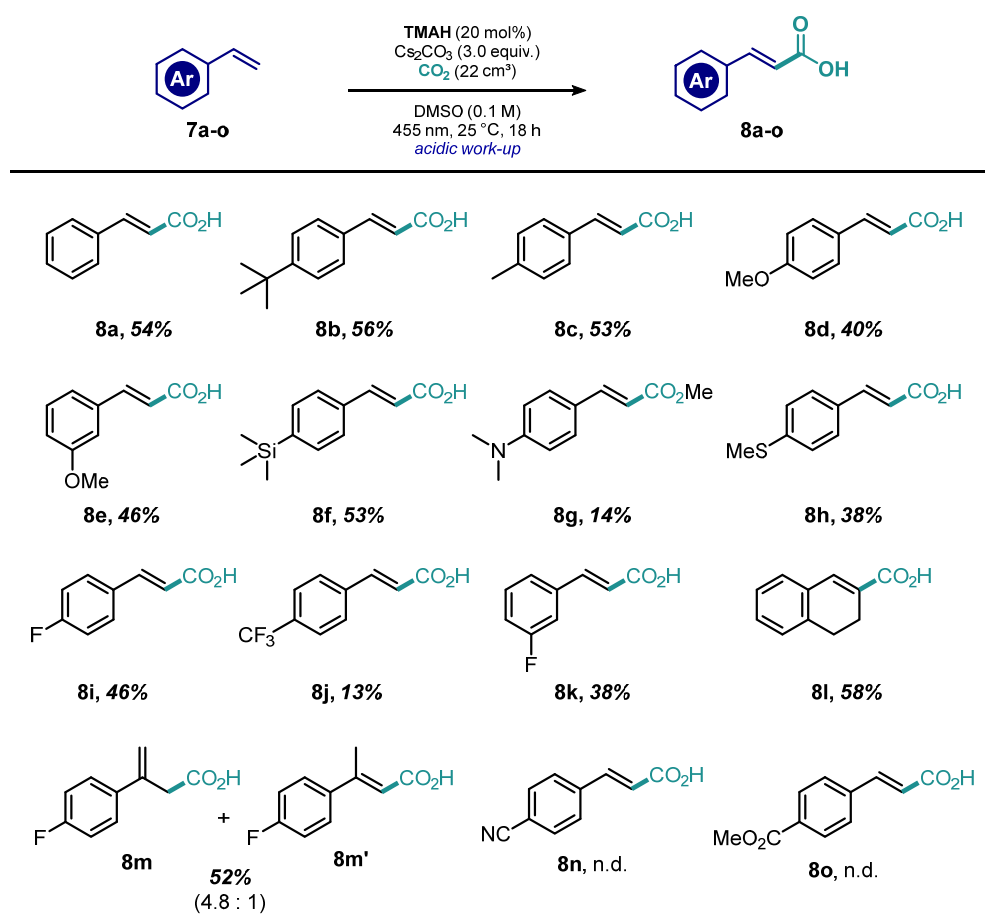 TMAH (20 mol%)
Cs₂CO₃ (3.0 equiv.)
CO₂ (22 cm³)
Ar
DMSO (0.1 M)
455 nm, 25 °C, 18 h
acidic work-up
Ar
O
OH
7a-o
8a-o
CO₂H
CO₂H
CO₂H
CO₂H
MeO
8a, 54%
8b, 56%
8c, 53%
8d, 40%
CO₂H
CO₂H
CO₂Me
CO₂H
OMe
Si
N
MeS
8e, 46%
8f, 53%
8g, 14%
8h, 38%
CO₂H
CO₂H
CO₂H
CO₂H
F
CF₃
F
8i, 46%
8j, 13%
8k, 38%
8l, 58%
CO₂H
CO₂H
CO₂H
CO₂H
F
+
F
NC
MeO₂C
8m
8m'
8n, n.d.
8o, n.d.
52%
(4.8 : 1)